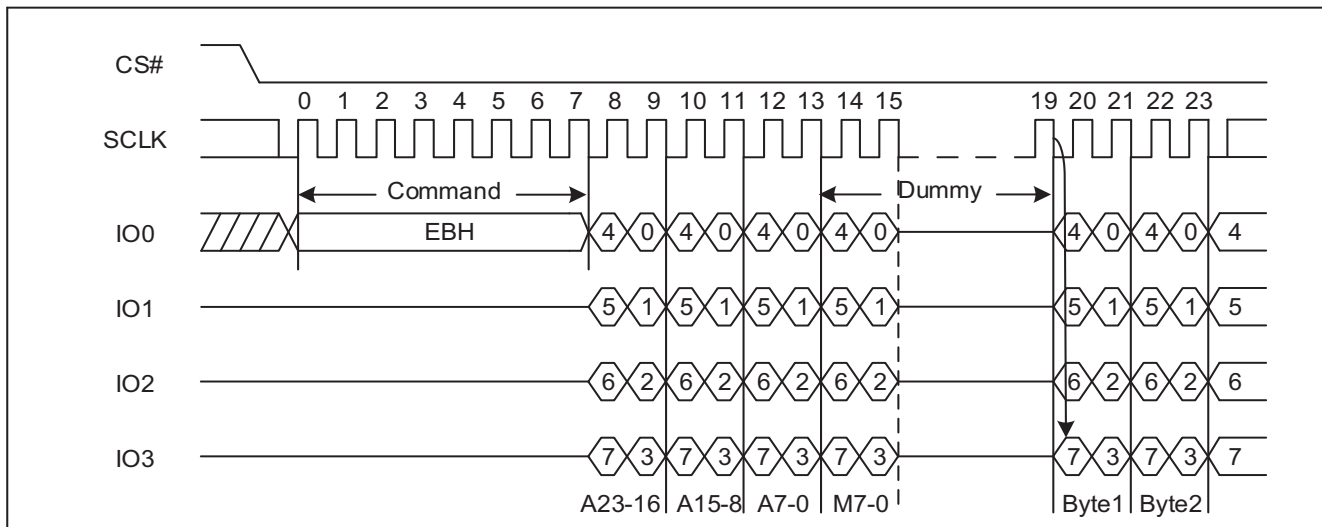 CS#
0 1 2 3 4 5 6 7 8 9 10 11 12 13 14 15 19 20 21 22 23
SCLK
Command Dummy
IO0 EBH 4 0 4 0 4 0 4 0 4 0 4 0 4
IO1 5 1 5 1 5 1 5 1 5 1 5 1 5
IO2 6 2 6 2 6 2 6 2 6 2 6 2 6
IO3 7 3 7 3 7 3 7 3 7 3 7 3 7
A23-16 A15-8 A7-0 M7-0 Byte1 Byte2